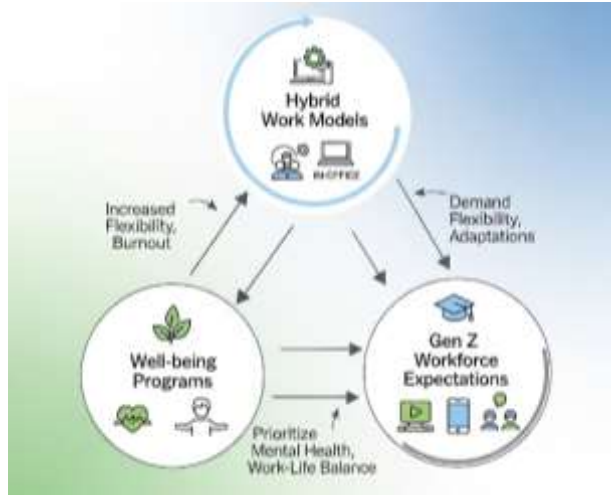 Hybrid
Work Models
IN-OFFICE
Increased
Flexibility,
Burnout
Demand
Flexibility,
Adaptations
Well-being
Programs
Gen Z
Workforce
Expectations
Prioritize
Mental Health,
Work-Life Balance